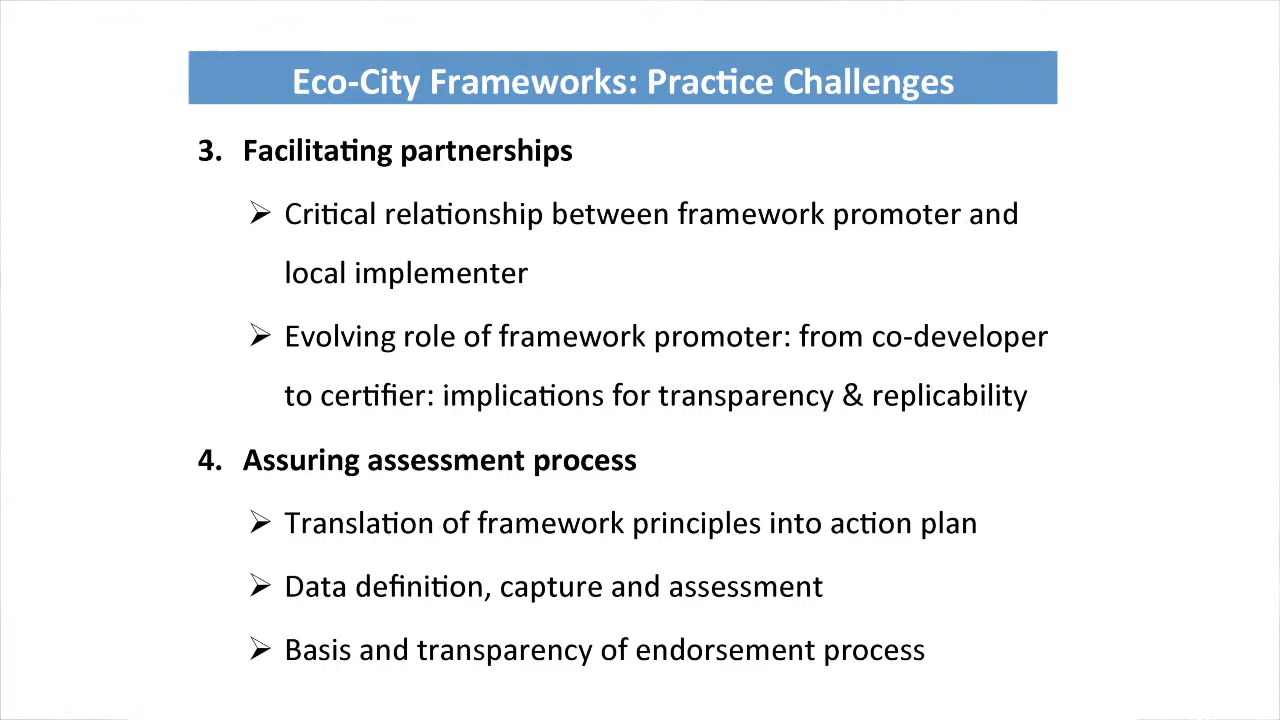 Eco-City Frameworks: Practice Challenges
3. Facilitating partnerships
➢ Critical relationship between framework promoter and
local implementer
➢ Evolving role of framework promoter: from co-developer
to certifier: implications for transparency & replicability
4. Assuring assessment process
➢ Translation of framework principles into action plan
➢ Data definition, capture and assessment
➢ Basis and transparency of endorsement process